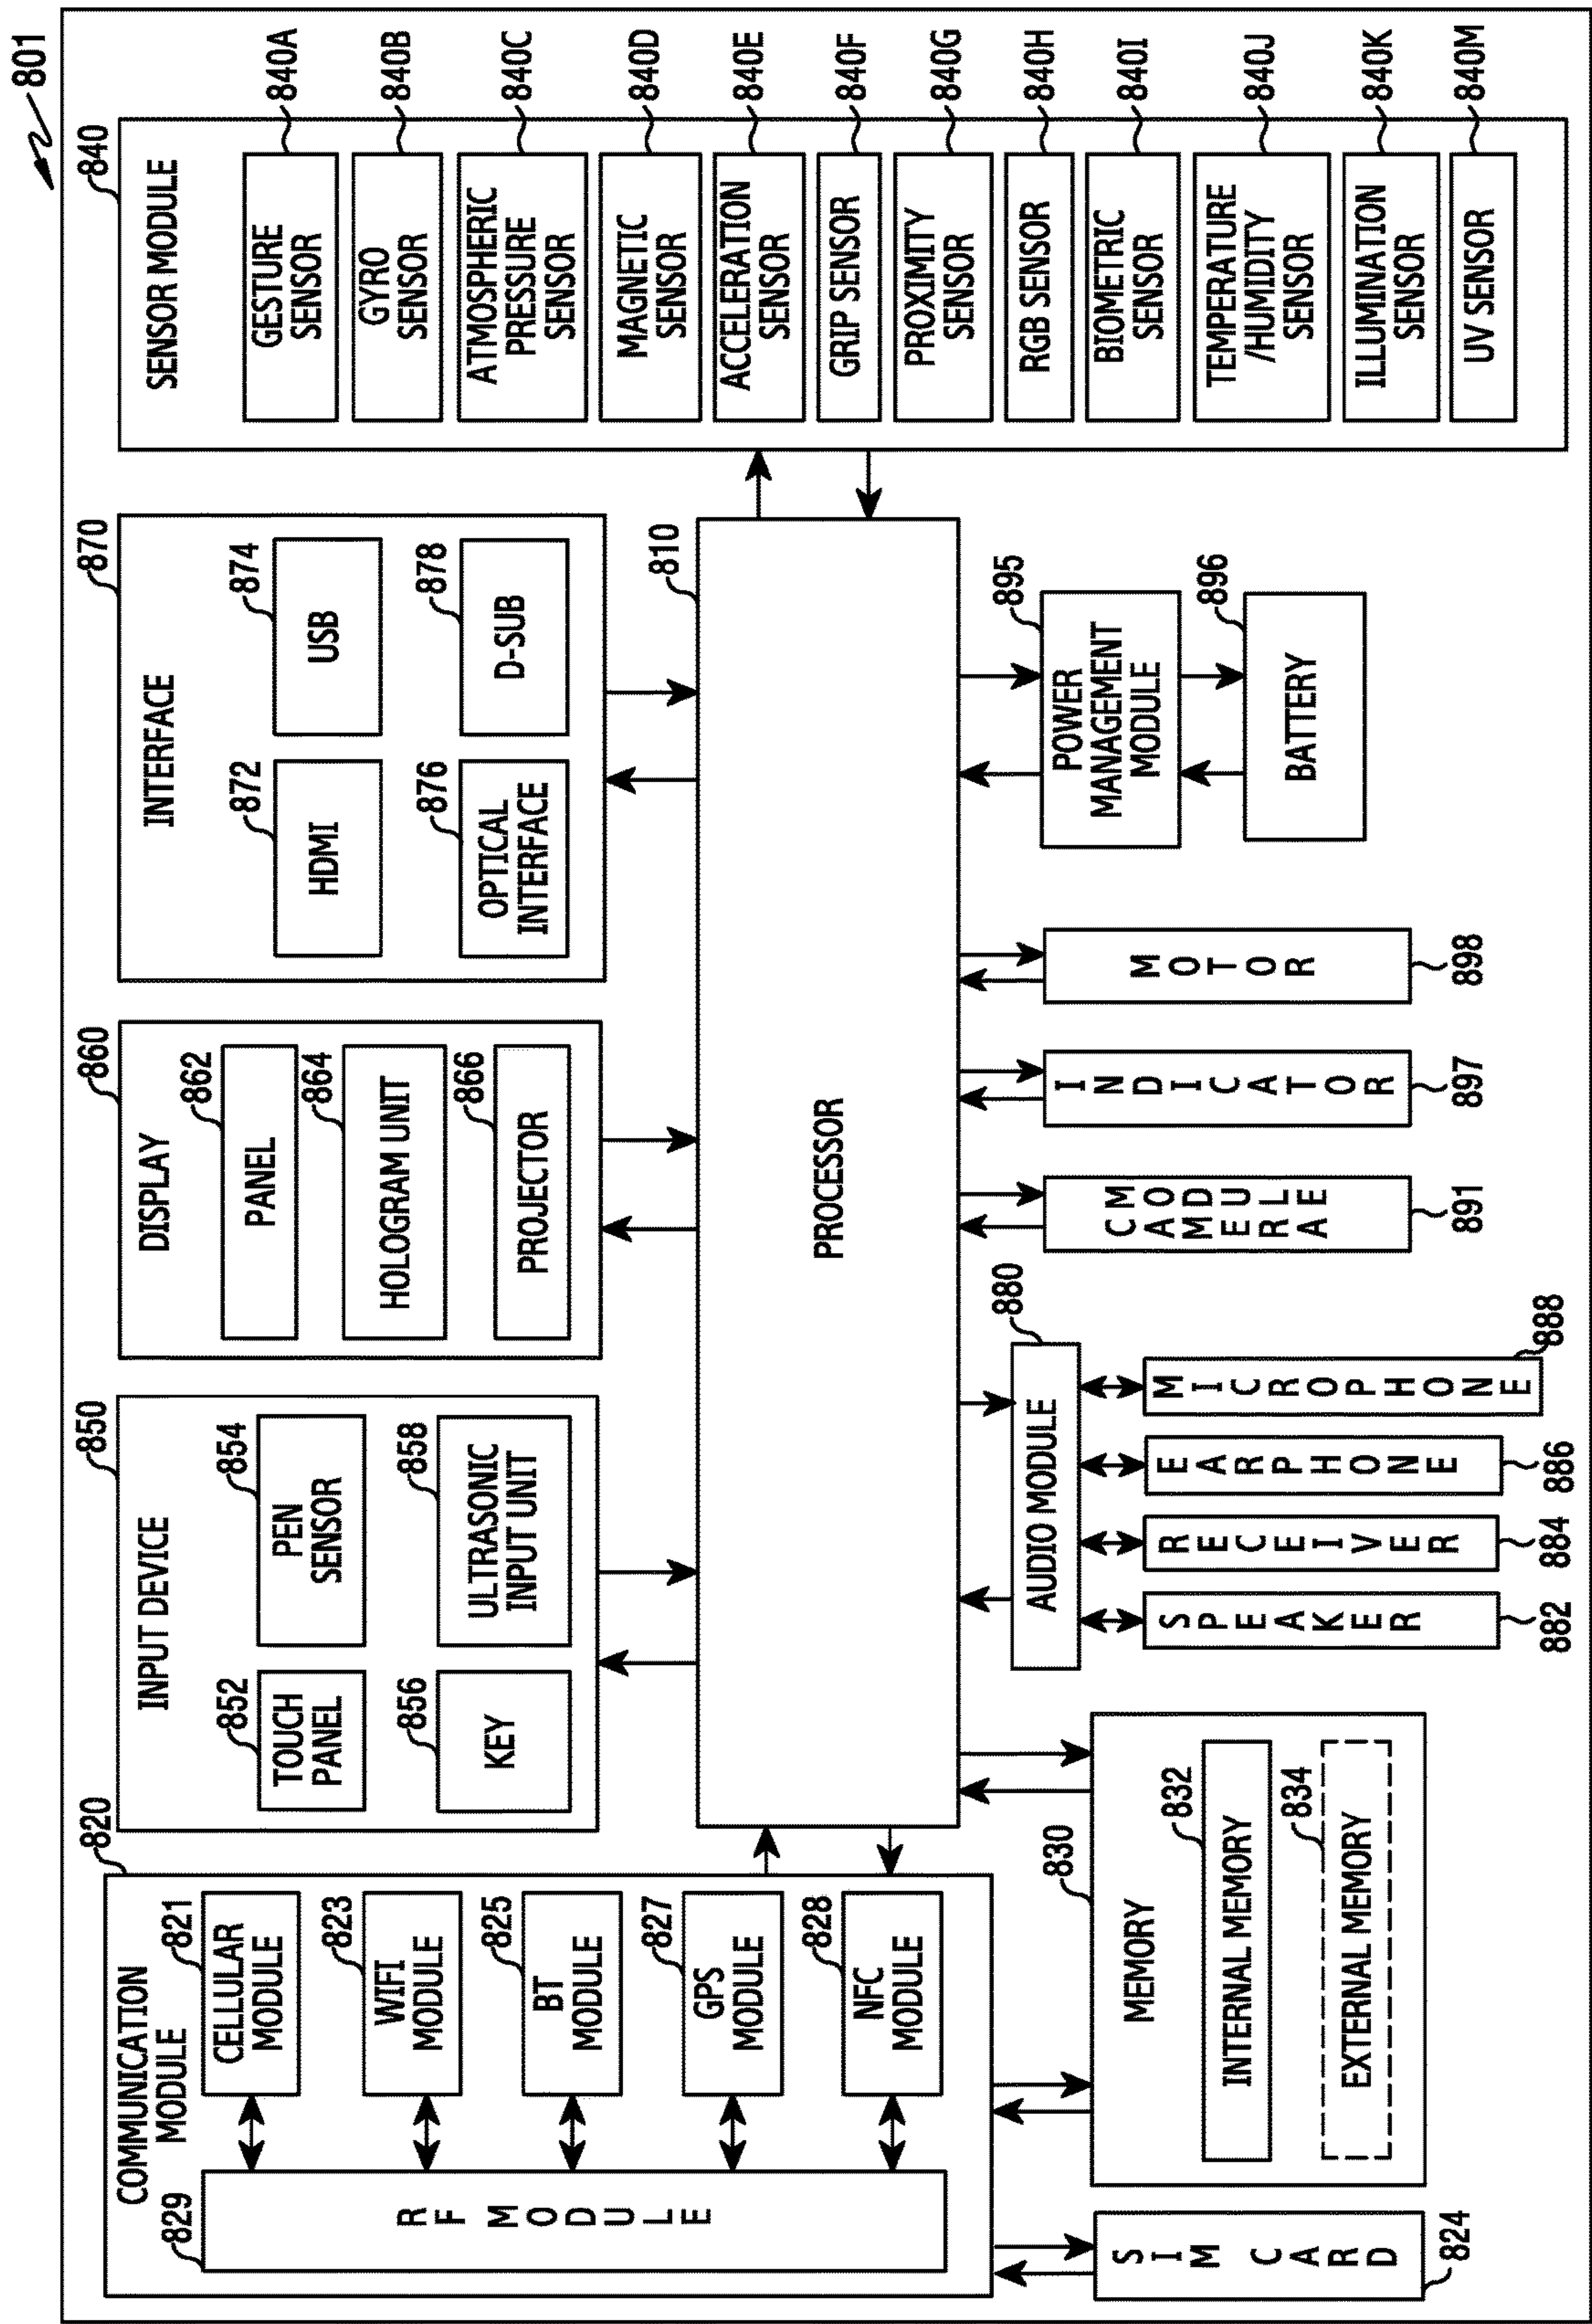 801
COMMUNICATION
MODULE
820
829
RF MODULE
821
CELLULAR
MODULE
823
WIFI
MODULE
825
BT
MODULE
827
GPS
MODULE
828
NFC
MODULE
INPUT DEVICE
850
852
TOUCH
PANEL
854
PEN
SENSOR
856
KEY
858
ULTRASONIC
INPUT UNIT
DISPLAY
860
862
PANEL
864
HOLOGRAM UNIT
866
PROJECTOR
INTERFACE
870
872
HDMI
874
USB
876
OPTICAL
INTERFACE
878
D-SUB
SENSOR MODULE
840
GESTURE
SENSOR
840A
GYRO
SENSOR
840B
ATMOSPHERIC
PRESSURE
SENSOR
840C
MAGNETIC
SENSOR
840D
ACCELERATION
SENSOR
840E
GRIP SENSOR
840F
PROXIMITY
SENSOR
840G
RGB SENSOR
840H
BIOMETRIC
SENSOR
840I
TEMPERATURE
/HUMIDITY
SENSOR
840J
ILLUMINATION
SENSOR
840K
UV SENSOR
840M
810
PROCESSOR
SIM CARD
824
830
MEMORY
832
INTERNAL MEMORY
834
EXTERNAL MEMORY
880
AUDIO MODULE
SPEAKER
882
RECEIVER
884
EARPHONE
886
MICROPHONE
888
CAMERA
MODULE
891
INDICATOR
897
MOTOR
898
895
POWER
MANAGEMENT
MODULE
896
BATTERY